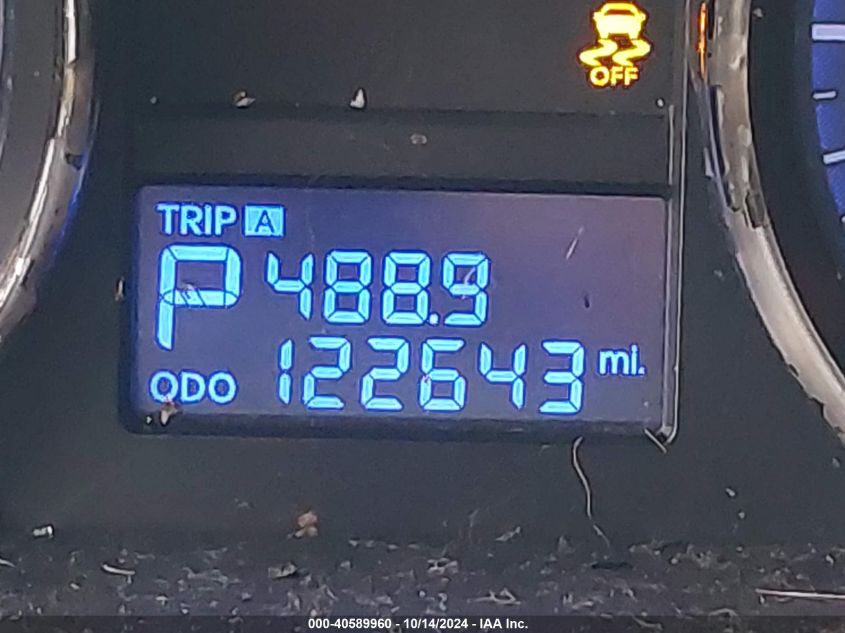 OFF
TRIP A
P 488.9
ODO 122643 mi.
000-40589960 - 10/14/2024 - IAA Inc.